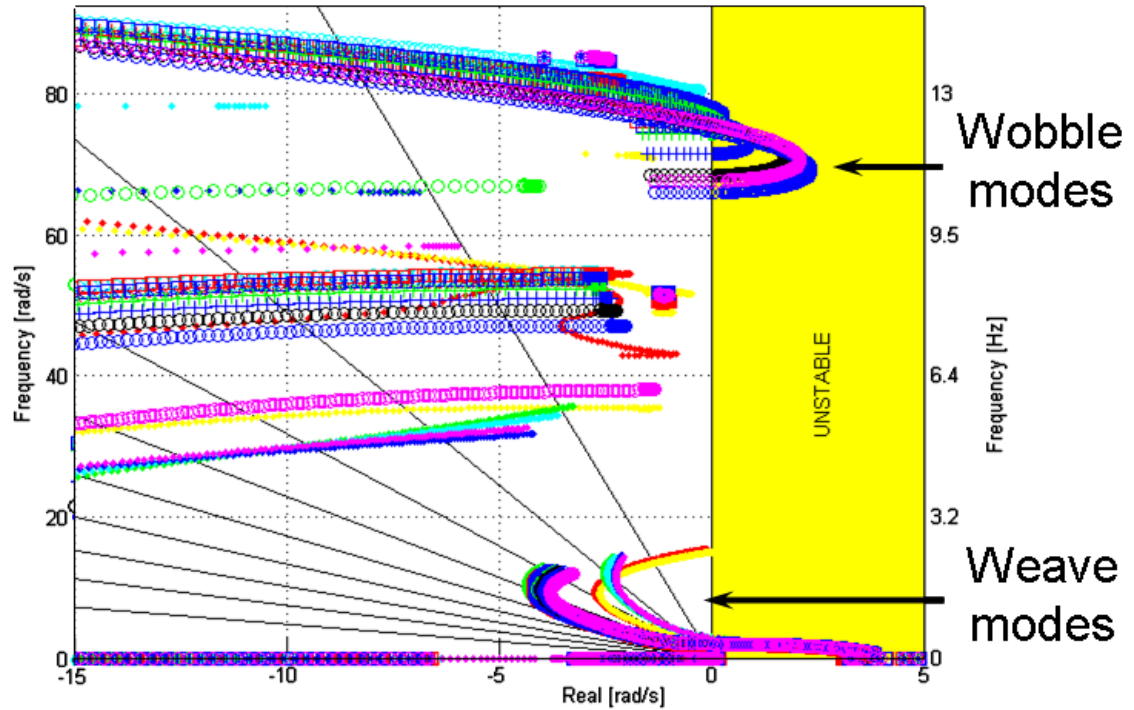 80
60
40
20
0
Frequency [rad/s]
-15
-10
-5
0
5
Real [rad/s]
UNSTABLE
13
9.5
6.4
3.2
0
Frequency [Hz]
Wobble
modes
Weave
modes